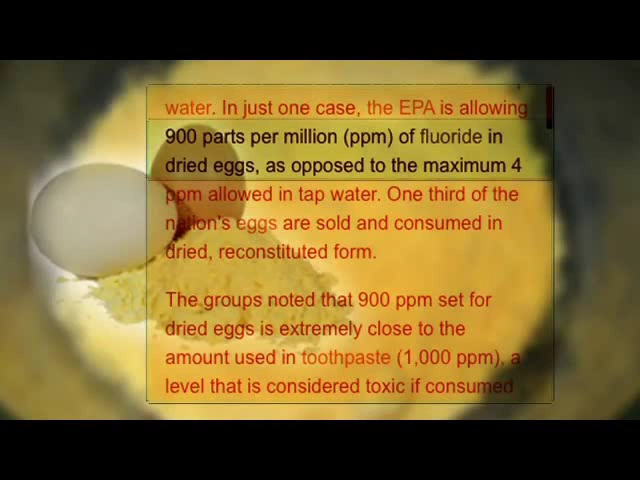 water. In just one case, the EPA is allowing
900 parts per million (ppm) of fluoride in
dried eggs, as opposed to the maximum 4
ppm allowed in tap water. One third of the
nation's eggs are sold and consumed in
dried, reconstituted form.
The groups noted that 900 ppm set for
dried eggs is extremely close to the
amount used in toothpaste (1,000 ppm), a
level that is considered toxic if consumed